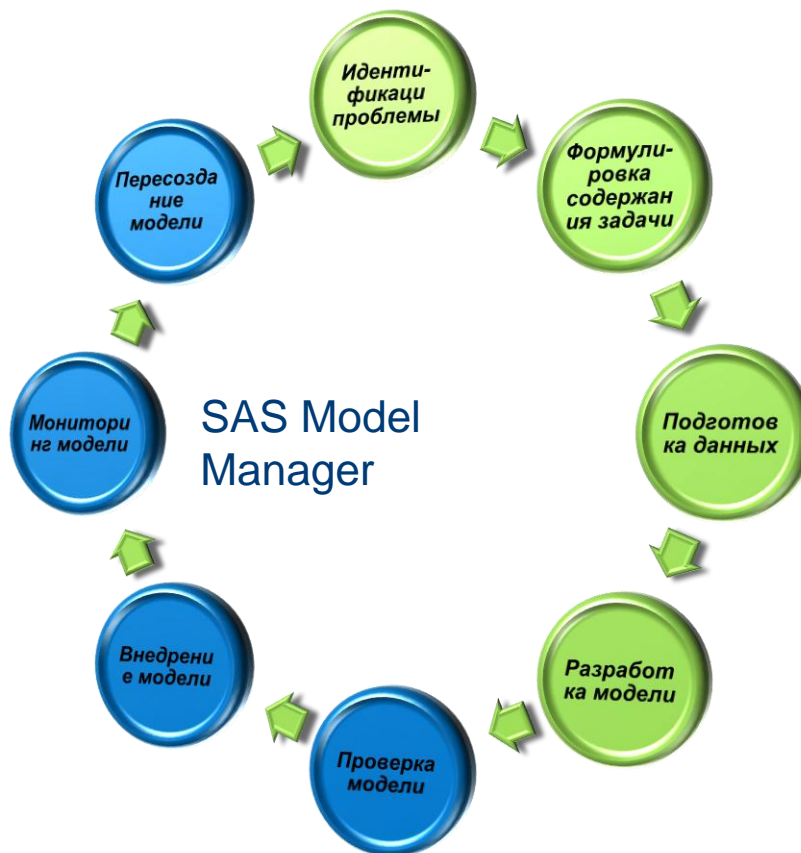 Иденти-
фикаци
проблемы
Формули-
ровка
содержан
ия задачи
Подготов
ка данных
Разработ
ка модели
Проверка
модели
Внедрени
е модели
Монитори
нг модели
Пересозда
ние
модели
SAS Model
Manager